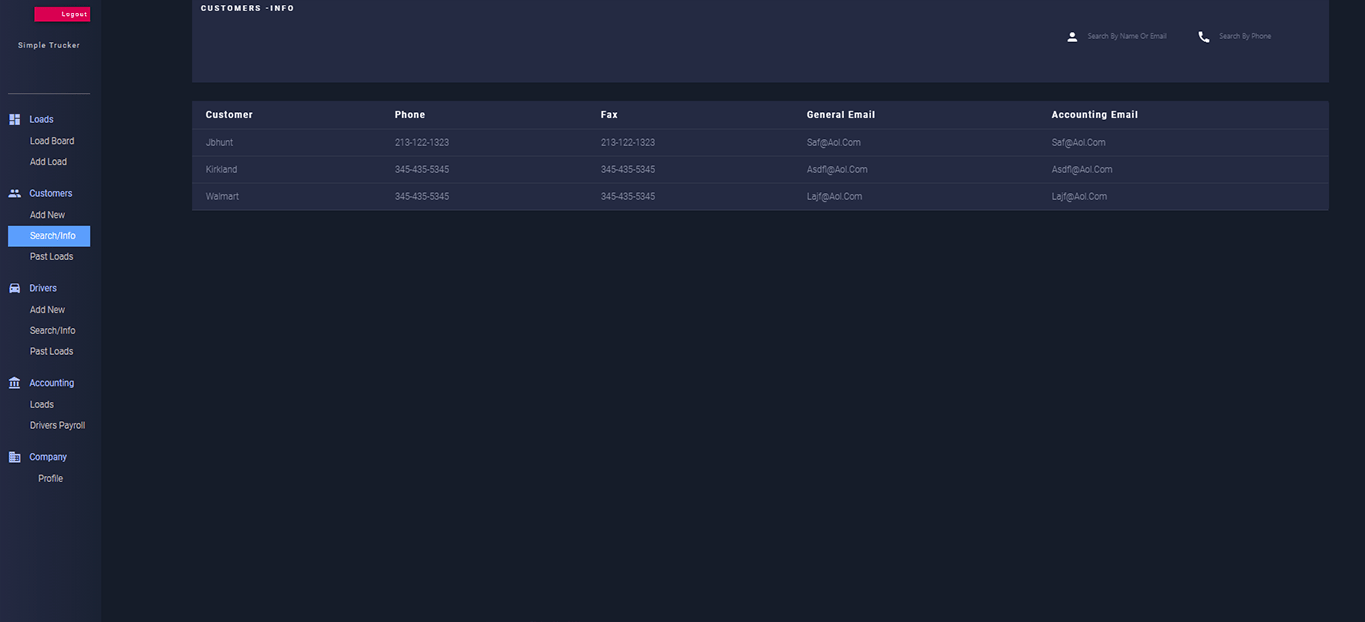 Logout
Simple Trucker
Loads
Load Board
Add Load
Customers
Add New
Search/Info
Past Loads
Drivers
Add New
Search/Info
Past Loads
Accounting
Loads
Drivers Payroll
Company
Profile
CUSTOMERS -INFO
Search By Name Or Email Search By Phone
Customer Phone Fax General Email Accounting Email
Jbhunt 213-122-1323 213-122-1323 Saf@Aol.Com Saf@Aol.Com
Kirkland 345-435-5345 345-435-5345 Asdfl@Aol.Com Asdfl@Aol.Com
Walmart 345-435-5345 345-435-5345 Lajf@Aol.Com Lajf@Aol.Com